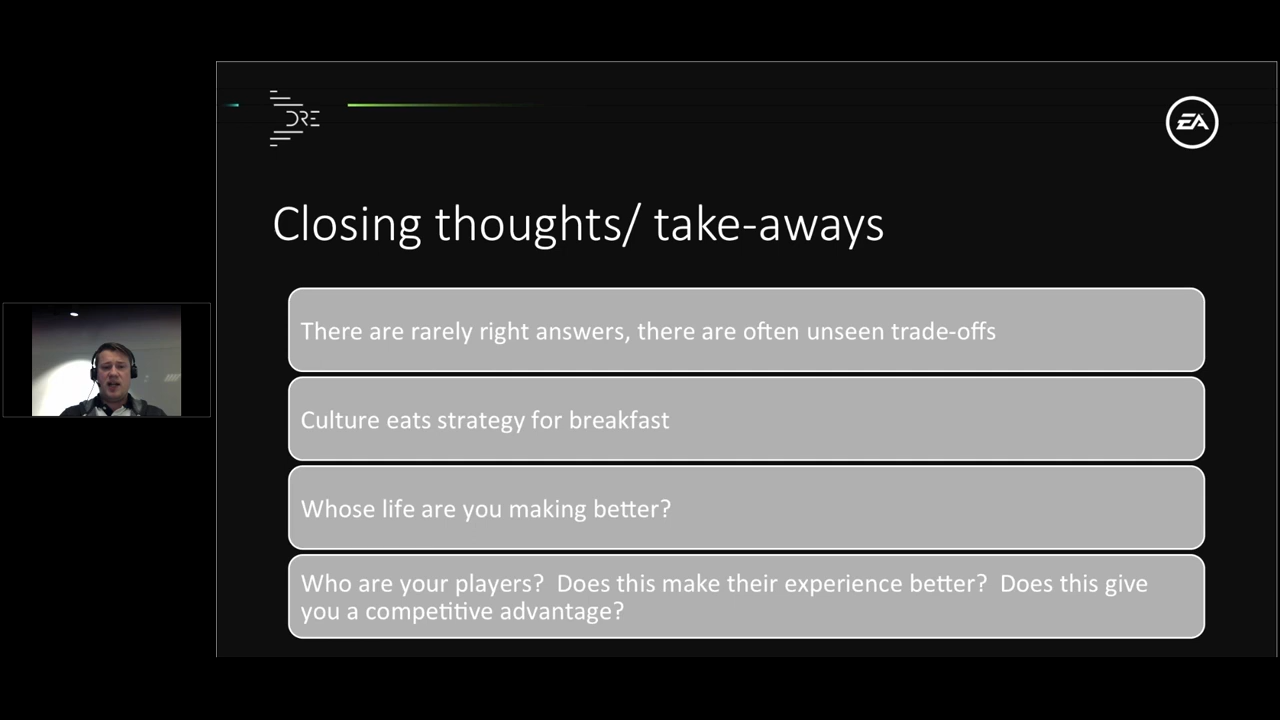 DRE
EA
Closing thoughts/ take-aways
There are rarely right answers, there are often unseen trade-offs
Culture eats strategy for breakfast
Whose life are you making better?
Who are your players?  Does this make their experience better?  Does this give
you a competitive advantage?